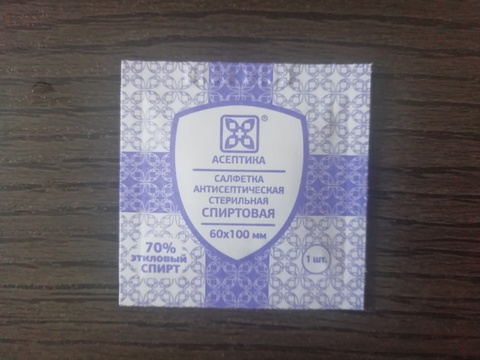 ®
АСЕПТИКА
САЛФЕТКА
АНТИСЕПТИЧЕСКАЯ
СТЕРИЛЬНАЯ
СПИРТОВАЯ
60х100 мм
70%
этиловый
СПИРТ
1 шт.